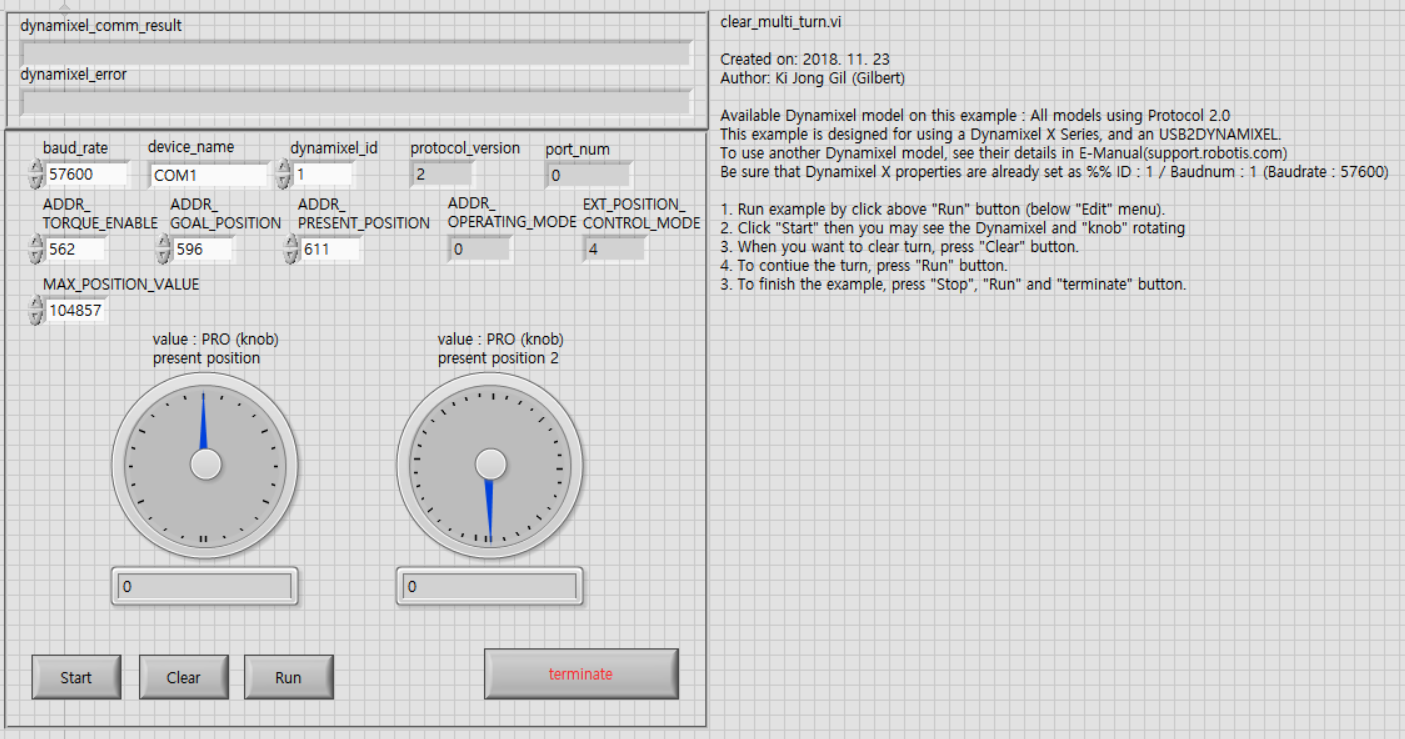 dynamixel_comm_result
dynamixel_error
baud_rate device_name dynamixel_id protocol_version port_num
57600 COM1 1 2 0
ADDR_ ADDR_ ADDR_ ADDR_ EXT_POSITION_
TORQUE_ENABLE GOAL_POSITION PRESENT_POSITION OPERATING_MODE CONTROL_MODE
562 596 611 0 4
MAX_POSITION_VALUE
104857
value : PRO (knob) value : PRO (knob)
present position present position 2
0 0
Start Clear Run terminate
clear_multi_turn.vi
Created on: 2018. 11. 23
Author: Ki Jong Gil (Gilbert)
Available Dynamixel model on this example : All models using Protocol 2.0
This example is designed for using a Dynamixel X Series, and an USB2DYNAMIXEL.
To use another Dynamixel model, see their details in E-Manual(support.robotis.com)
Be sure that Dynamixel X properties are already set as %% ID : 1 / Baudnum : 1 (Baudrate : 57600)
1. Run example by click above "Run" button (below "Edit" menu).
2. Click "Start" then you may see the Dynamixel and "knob" rotating
3. When you want to clear turn, press "Clear" button.
4. To contiue the turn, press "Run" button.
3. To finish the example, press "Stop", "Run" and "terminate" button.